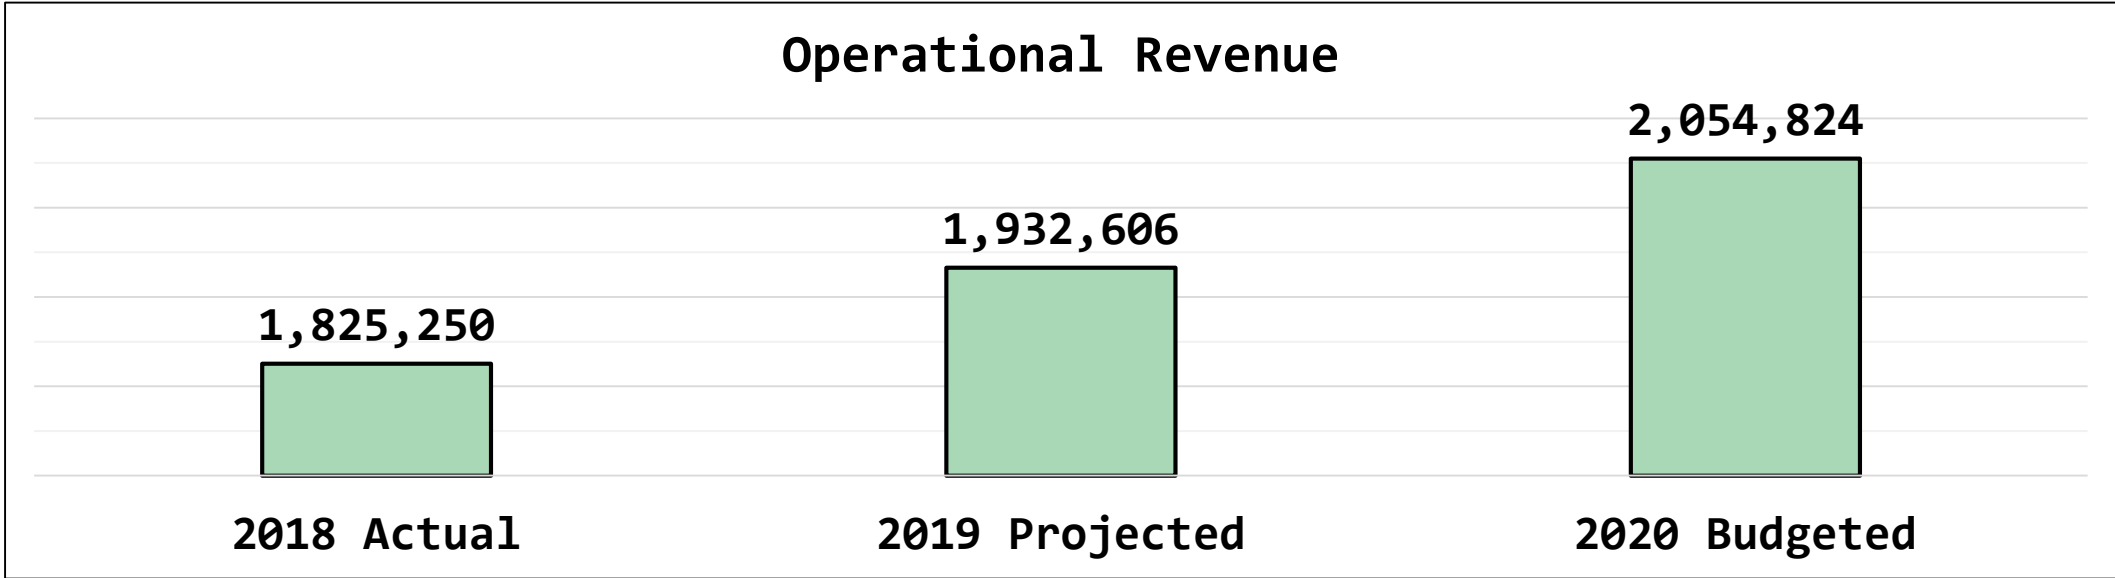 Operational Revenue
2,054,824
1,932,606
1,825,250
2018 Actual 2019 Projected 2020 Budgeted